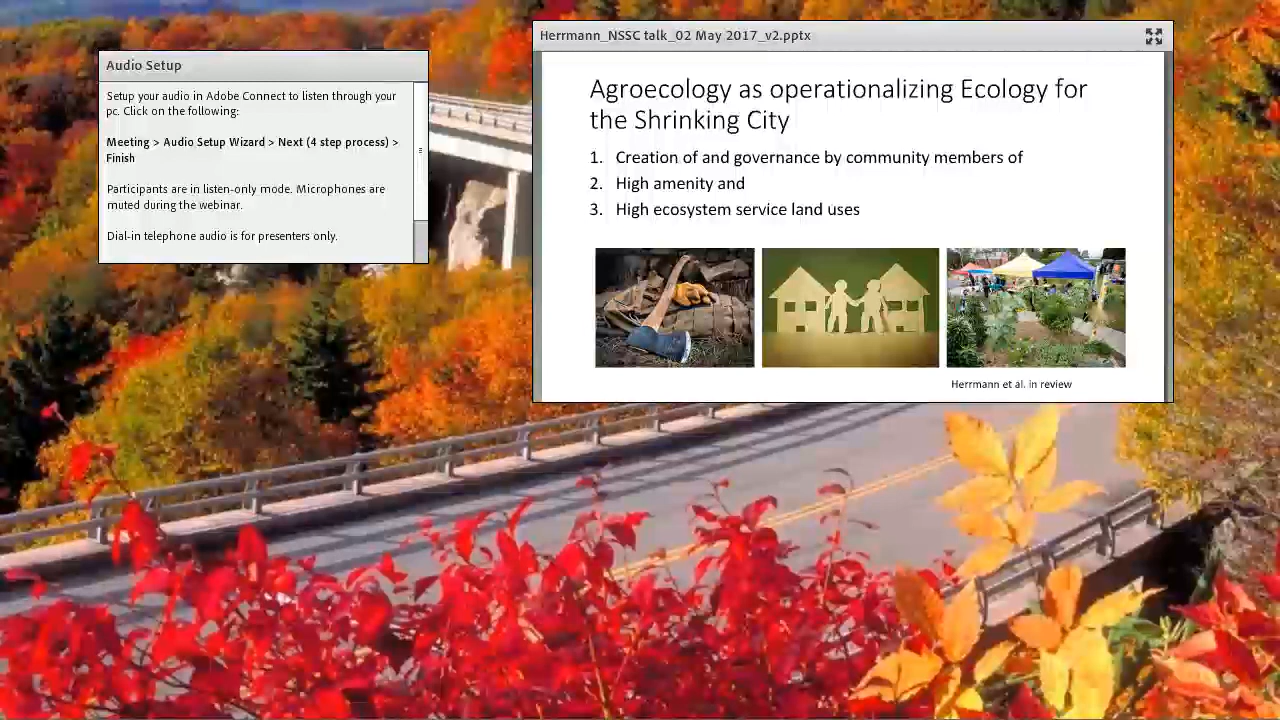 Audio Setup
Setup your audio in Adobe Connect to listen through your
pc. Click on the following:
Meeting > Audio Setup Wizard > Next (4 step process) >
Finish
Participants are in listen-only mode. Microphones are
muted during the webinar.
Dial-in telephone audio is for presenters only.
Herrmann_NSSC talk_02 May 2017_v2.pptx
Agroecology as operationalizing Ecology for
the Shrinking City
1. Creation of and governance by community members of
2. High amenity and
3. High ecosystem service land uses
Herrmann et al. in review